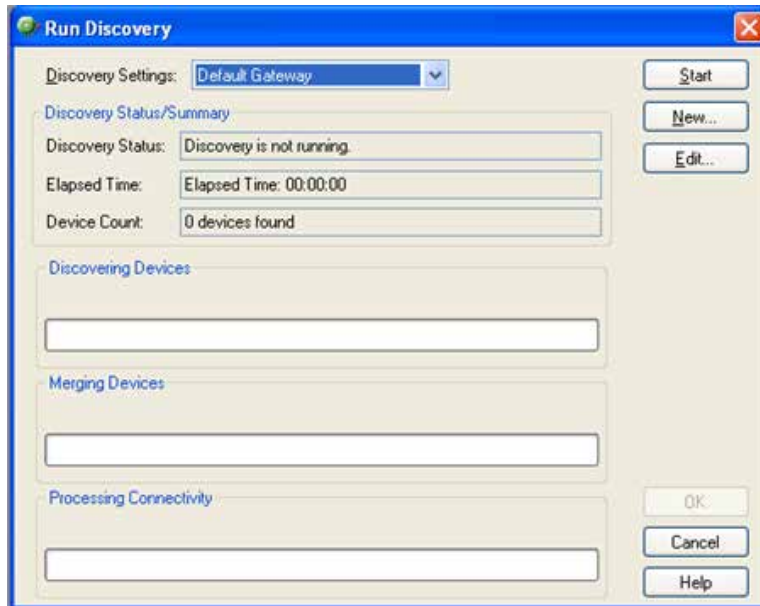 Run Discovery
Discovery Settings: Default Gateway
Start
Discovery Status/Summary
New...
Discovery Status: Discovery is not running.
Edit...
Elapsed Time: Elapsed Time: 00:00:00
Device Count: 0 devices found
Discovering Devices
Merging Devices
Processing Connectivity
OK
Cancel
Help